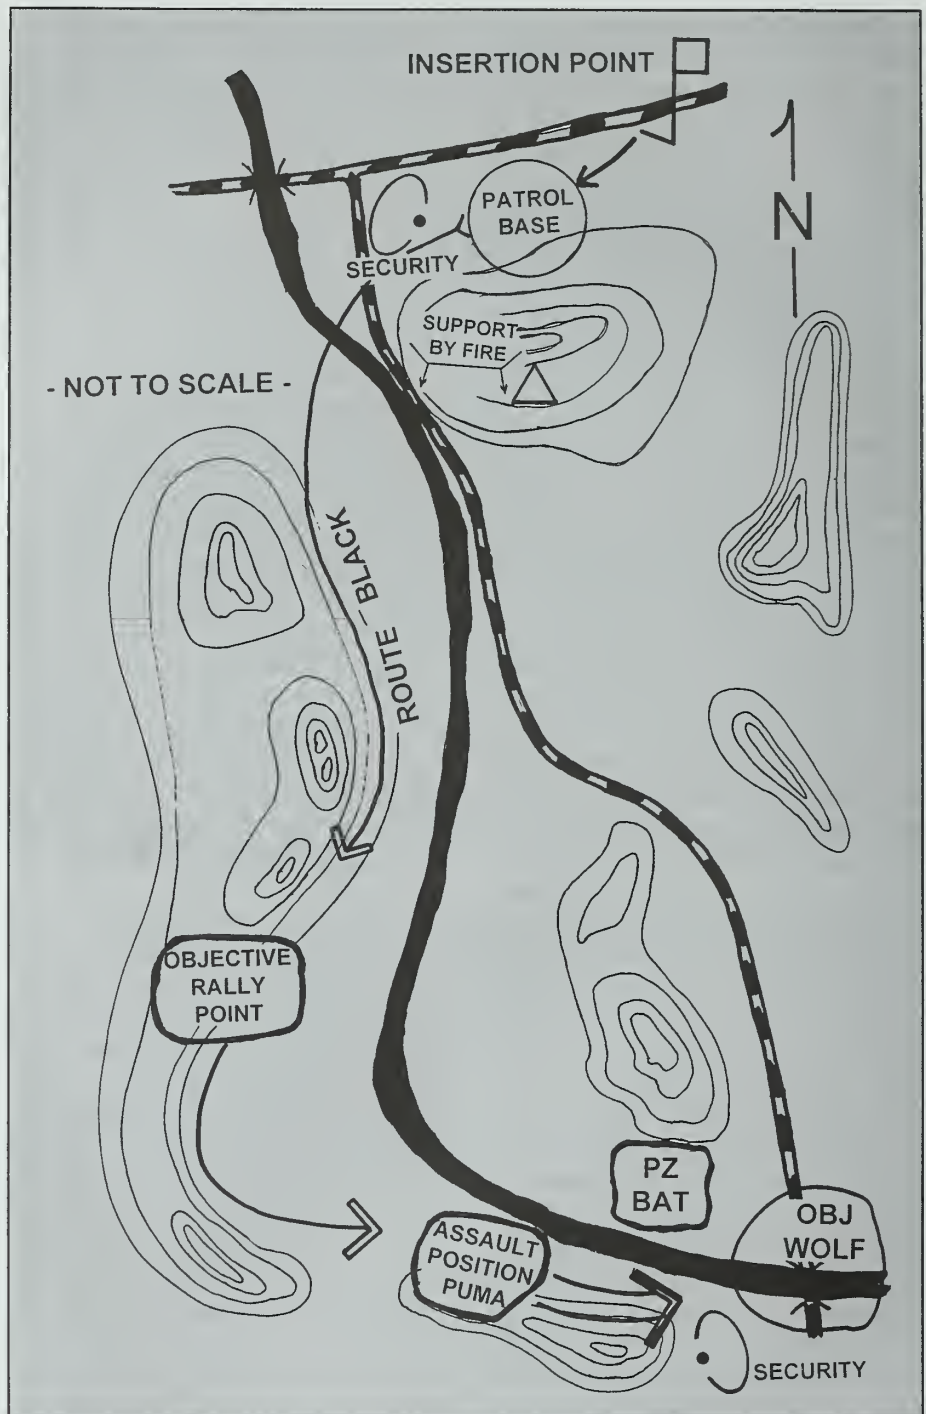 INSERTION POINT
N
PATROL
BASE
SECURITY
SUPPORT
BY FIRE
- NOT TO SCALE -
ROUTE - BLACK
OBJECTIVE
RALLY
POINT
PZ
BAT
OBJ
WOLF
ASSAULT
POSITION
PUMA
SECURITY